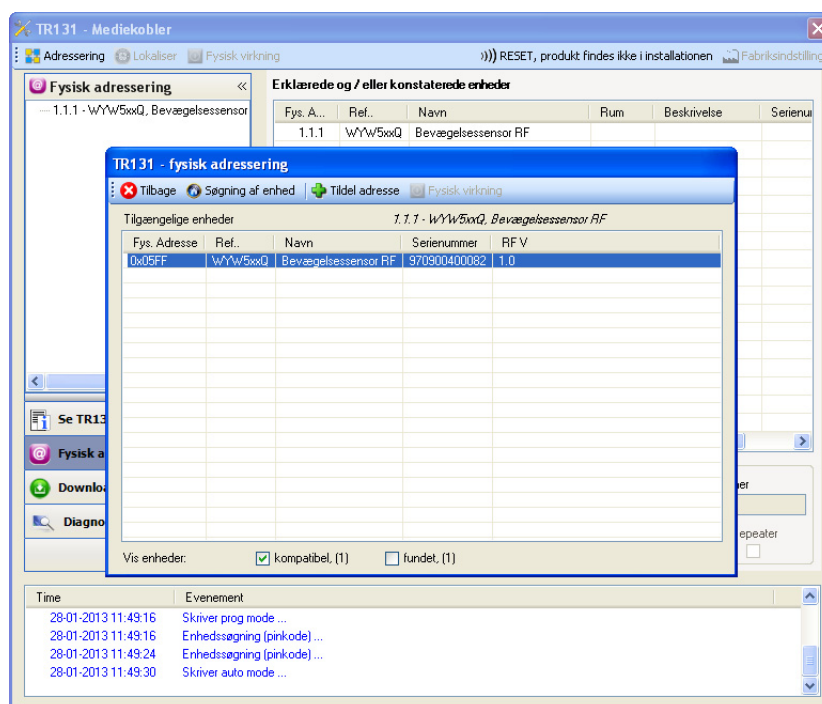 TR131 - Mediekobler
Adressering Lokaliser Fysisk virkning ))) RESET, produkt findes ikke i installationen Fabriksindstilling
Fysisk adressering «
1.1.1 - WYW5xxQ, Bevægelsessensor
Erklærede og / eller konstaterede enheder
Fys. A... Ref.. Navn Rum Beskrivelse Serienu
1.1.1 WYW5xxQ Bevægelsessensor RF
TR131 - fysisk adressering
Tilbage Søgning af enhed Tildel adresse Fysisk virkning
Tilgængelige enheder 1.1.1 - WYW5xxQ, Bevægelsessensor RF
Fys. Adresse Ref.. Navn Serienummer RF V
0x05FF WYW5xxQ Bevægelsessensor RF 970900400082 1.0
Vis enheder: kompatibel, (1) fundet, (1)
Se TR13
Fysisk a
Downloa
Diagno
er
epeater
Time Evenement
28-01-2013 11:49:16 Skriver prog mode ...
28-01-2013 11:49:16 Enhedssøgning (pinkode) ...
28-01-2013 11:49:24 Enhedssøgning (pinkode) ...
28-01-2013 11:49:30 Skriver auto mode ...